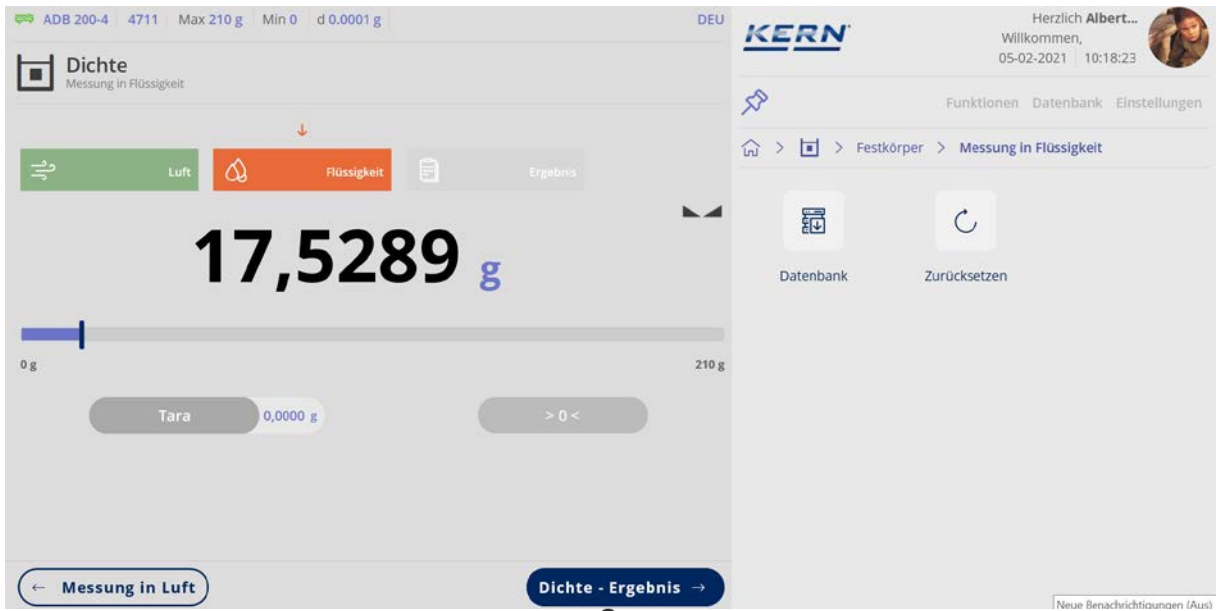 ADB 200-4 4711 Max 210 g Min 0 d 0.0001 g DEU
Dichte
Messung in Flüssigkeit
Luft
Flüssigkeit
Ergebnis
17,5289 g
0 g
210 g
Tara 0,0000 g
> 0 <
← Messung in Luft
Dichte - Ergebnis →
KERN
Herzlich Albert...
Willkommen,
05-02-2021 10:18:23
Funktionen Datenbank Einstellungen
> > Festkörper > Messung in Flüssigkeit
Datenbank
Zurücksetzen
Neue Benachrichtigungen (Aus)